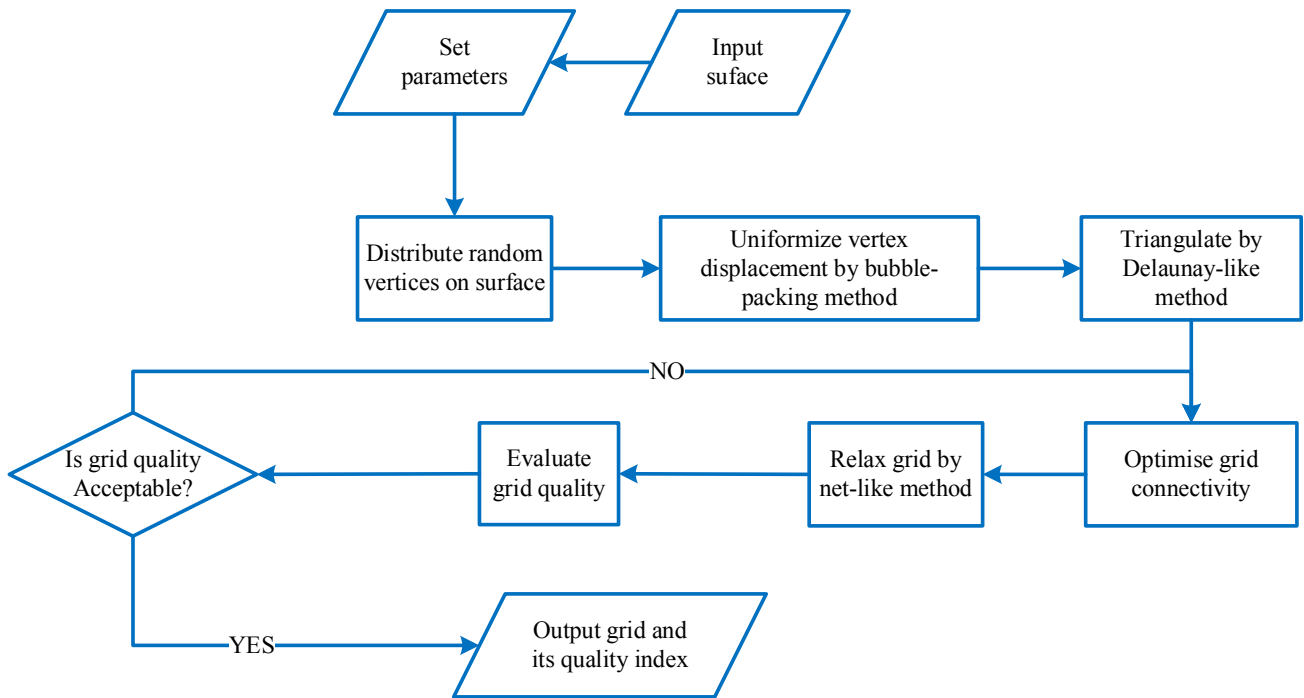 Set
parameters
Input
suface
Distribute random
vertices on surface
Uniformize vertex
displacement by bubble-
packing method
Triangulate by
Delaunay-like
method
NO
Is grid quality
Acceptable?
Evaluate
grid quality
Relax grid by
net-like method
Optimise grid
connectivity
YES
Output grid and
its quality index